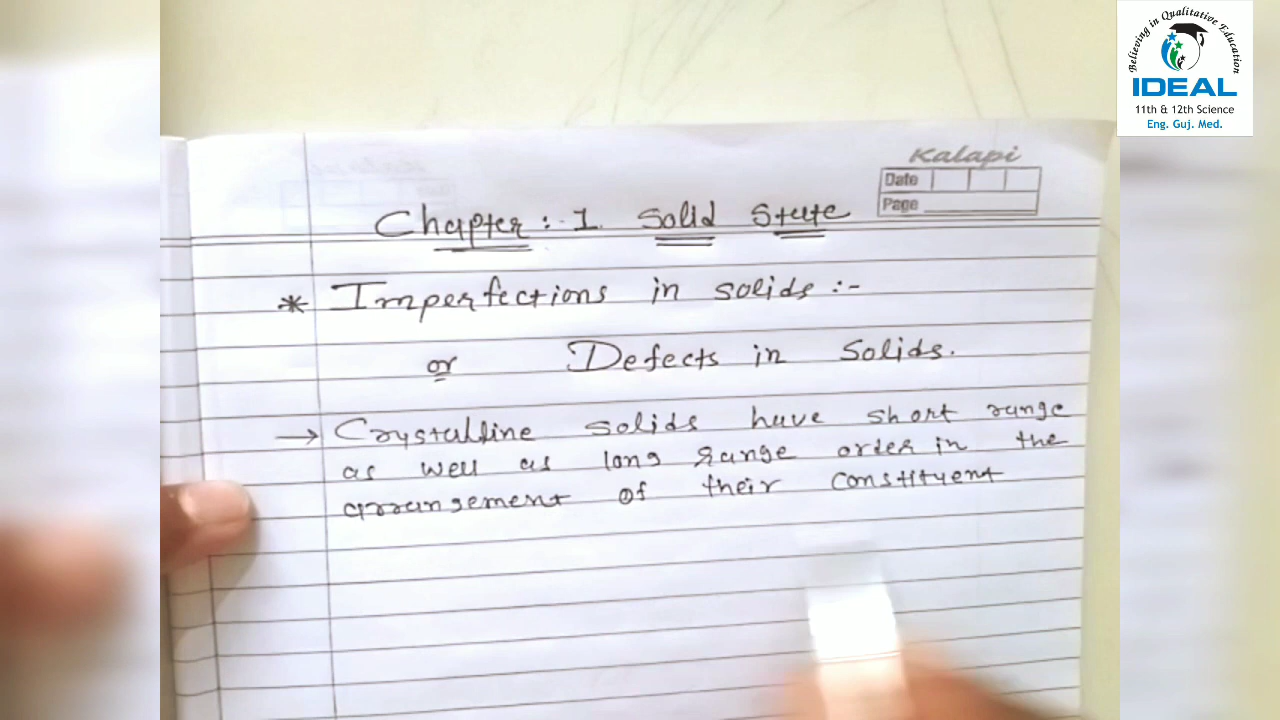 Believing in Qualitative Education
IDEAL
11th & 12th Science
Eng. Guj. Med.
Kalapi
Date
Page
Chapter :- 1. Solid State
* Imperfections in solids :-
or Defects in Solids.
→ Crystalline solids have short range
as well as long range order in the
arrangement of their constituent